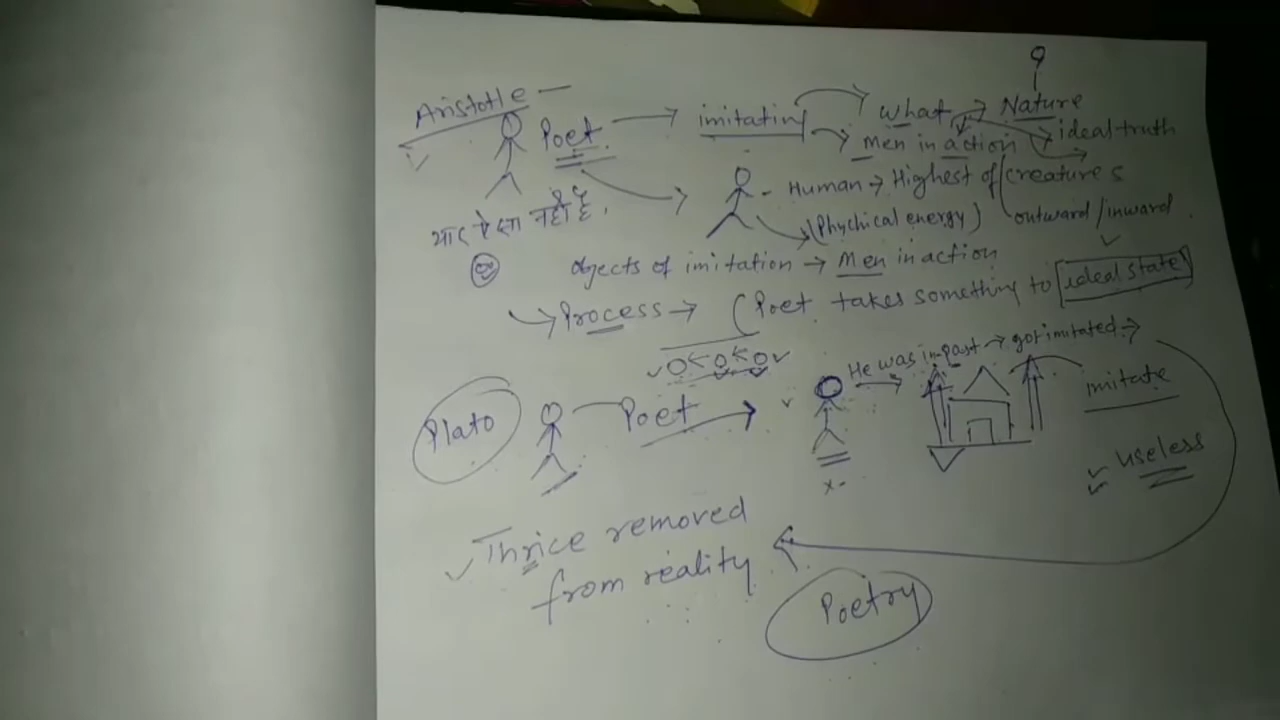 Aristotle —
Poet → imitating → what → Nature
→ Men in action → ideal truth
- Human → Highest of creatures
(Phychical energy) outward / inward
नहीं है.
objects of imitation → Men in action
→ Process → (Poet takes something to ideal state
He was in past → got imitated →
Plato Poet → imitate
useless
Thrice removed
from reality
Poetry